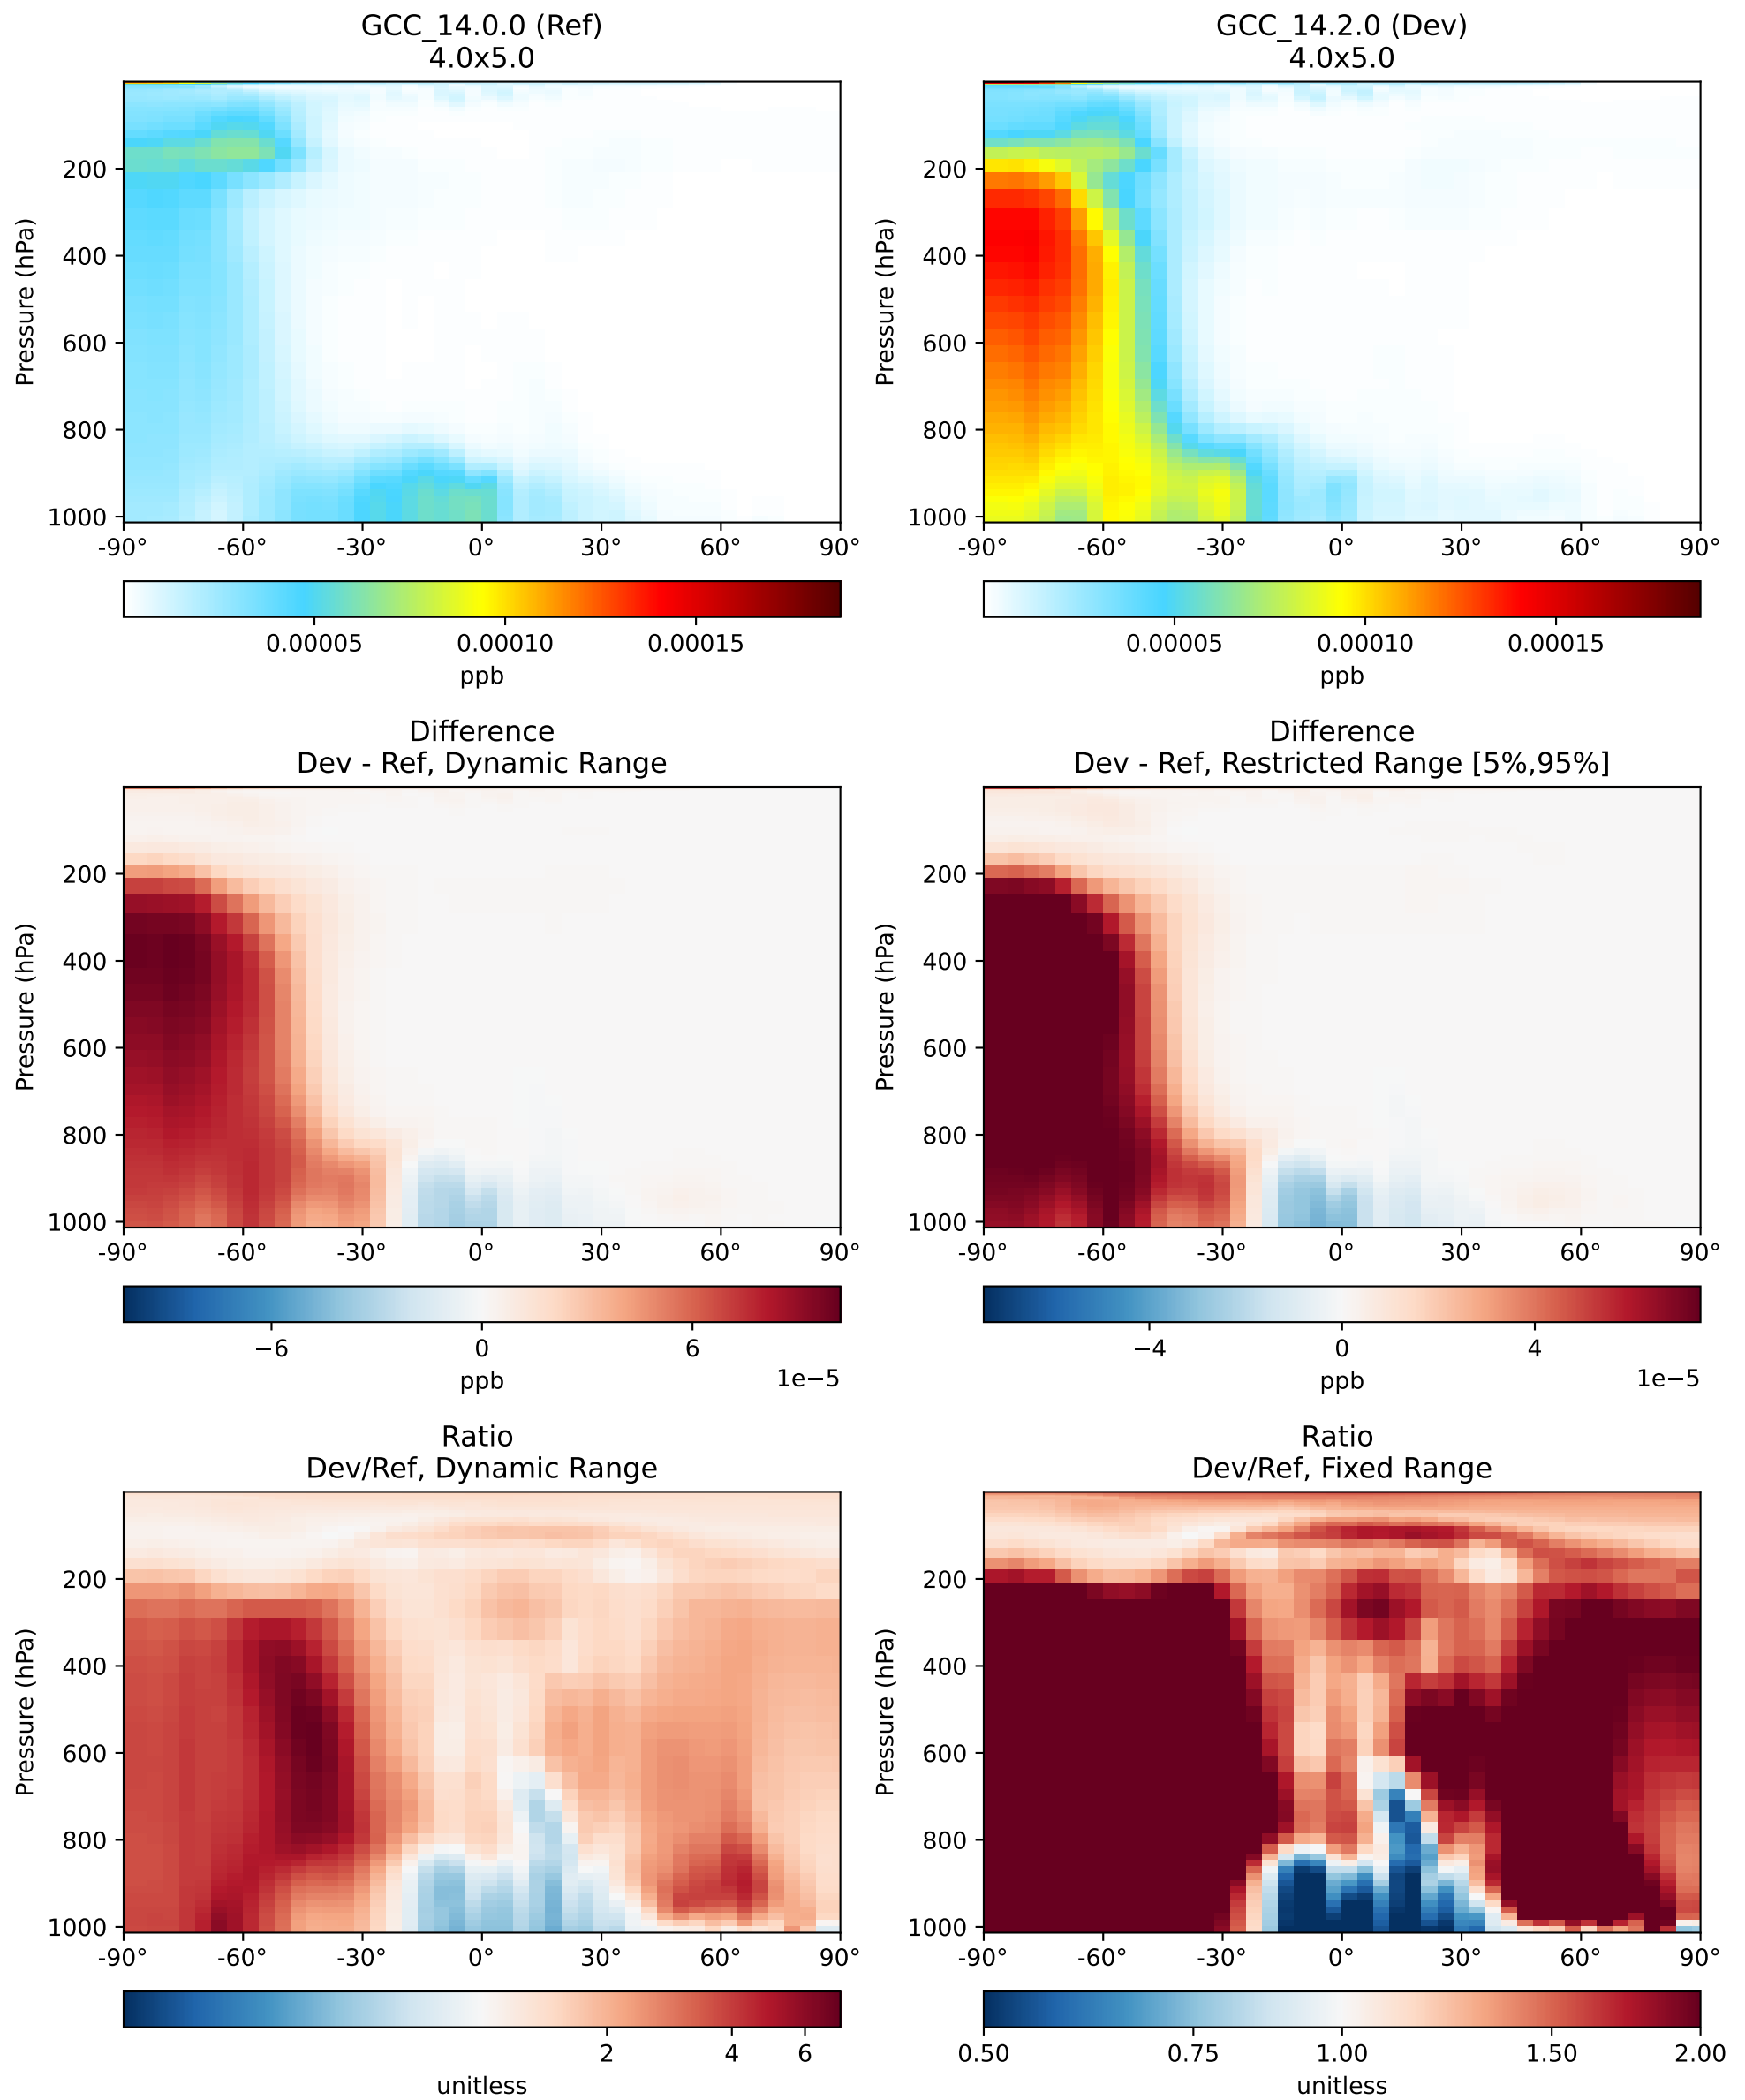 GCC_14.0.0 (Ref)
4.0x5.0
GCC_14.2.0 (Dev)
4.0x5.0
Pressure (hPa)
200
400
600
800
1000
-90° -60° -30° 0° 30° 60° 90°
Pressure (hPa)
200
400
600
800
1000
-90° -60° -30° 0° 30° 60° 90°
0.00005 0.00010 0.00015
ppb
0.00005 0.00010 0.00015
ppb
Difference
Dev - Ref, Dynamic Range
Difference
Dev - Ref, Restricted Range [5%,95%]
Pressure (hPa)
200
400
600
800
1000
-90° -60° -30° 0° 30° 60° 90°
Pressure (hPa)
200
400
600
800
1000
-90° -60° -30° 0° 30° 60° 90°
−6 0 6
ppb 1e−5
−4 0 4
ppb 1e−5
Ratio
Dev/Ref, Dynamic Range
Ratio
Dev/Ref, Fixed Range
Pressure (hPa)
200
400
600
800
1000
-90° -60° -30° 0° 30° 60° 90°
Pressure (hPa)
200
400
600
800
1000
-90° -60° -30° 0° 30° 60° 90°
2 4 6
unitless
0.50 0.75 1.00 1.50 2.00
unitless